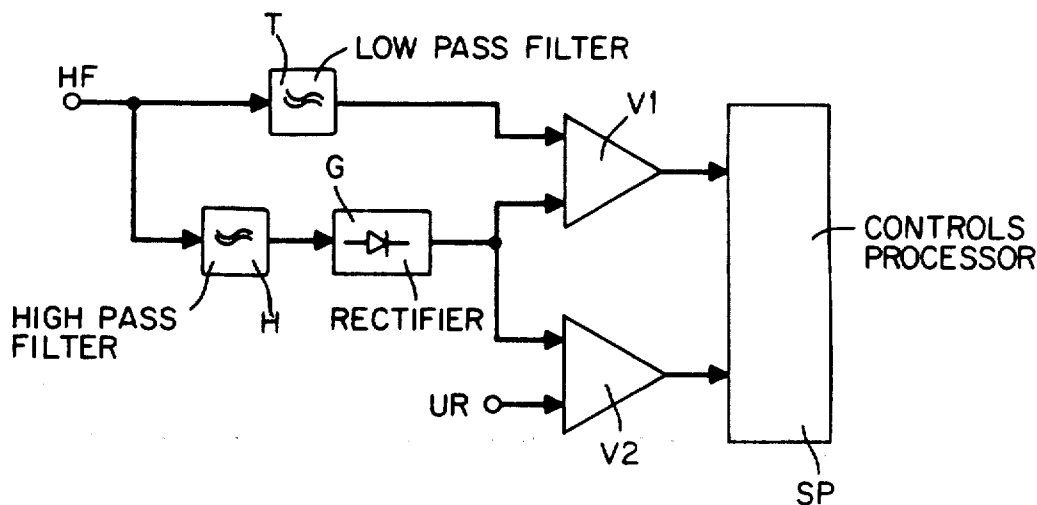 T
LOW PASS FILTER
HF
V1
G
CONTROLS
PROCESSOR
HIGH PASS
FILTER
H
RECTIFIER
UR
V2
SP